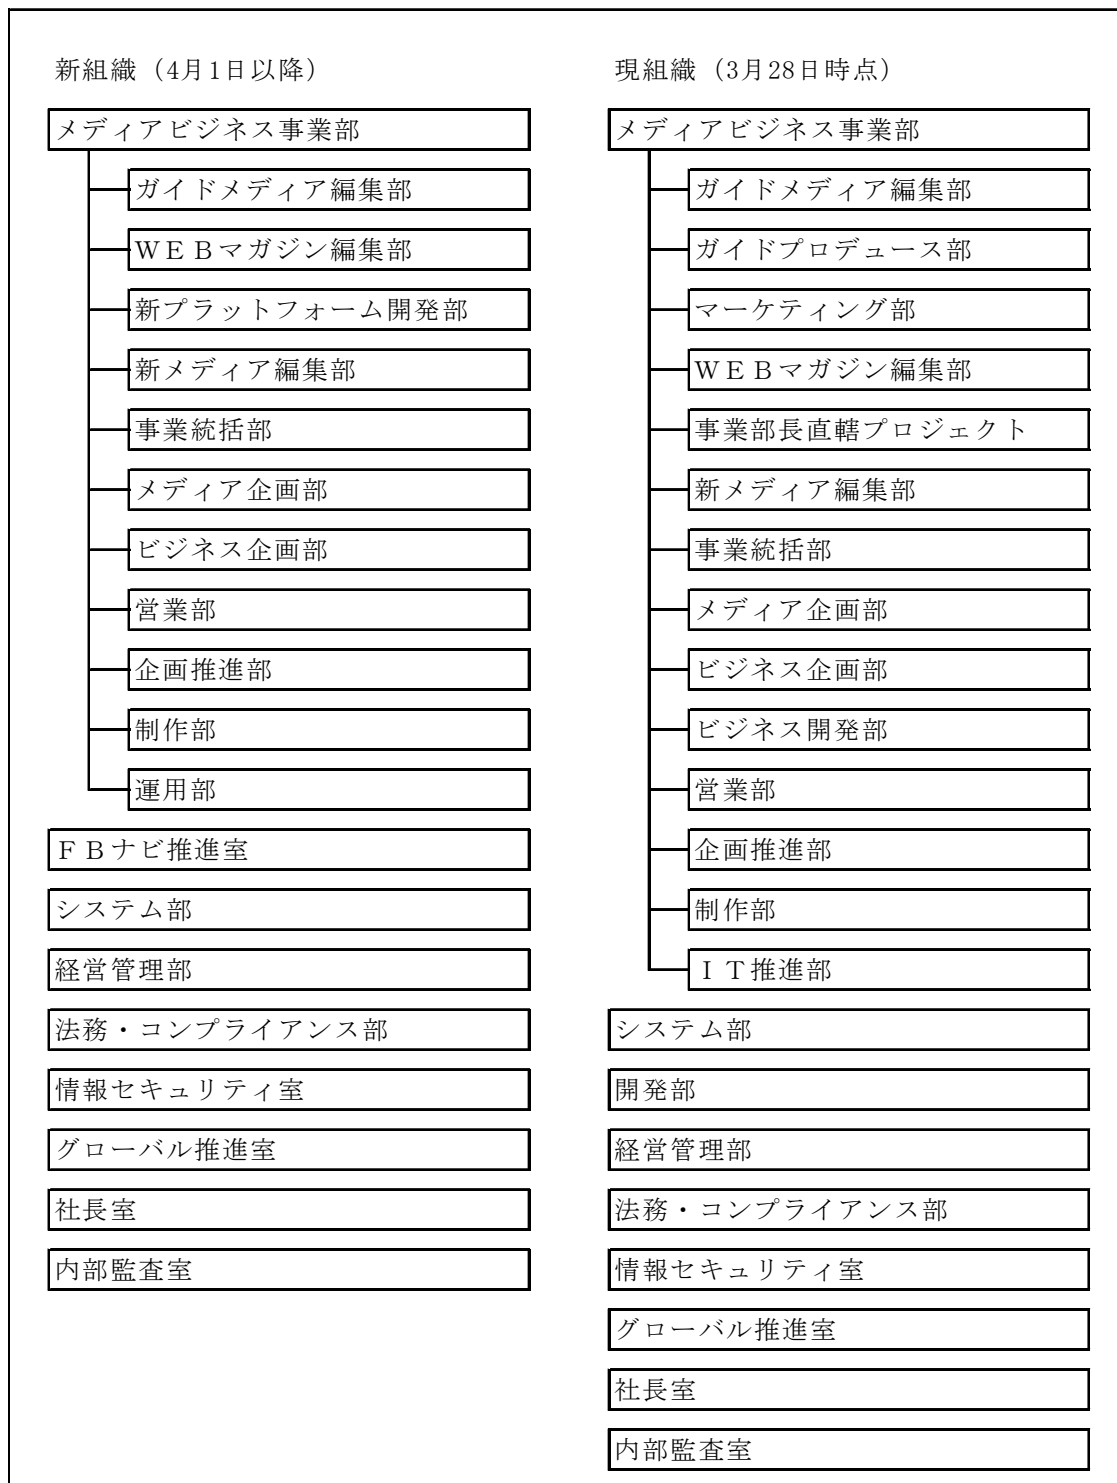 新組織（4月1日以降）
メディアビジネス事業部
ガイドメディア編集部
ＷＥＢマガジン編集部
新プラットフォーム開発部
新メディア編集部
事業統括部
メディア企画部
ビジネス企画部
営業部
企画推進部
制作部
運用部
ＦＢナビ推進室
システム部
経営管理部
法務・コンプライアンス部
情報セキュリティ室
グローバル推進室
社長室
内部監査室
現組織（3月28日時点）
メディアビジネス事業部
ガイドメディア編集部
ガイドプロデュース部
マーケティング部
ＷＥＢマガジン編集部
事業部長直轄プロジェクト
新メディア編集部
事業統括部
メディア企画部
ビジネス企画部
ビジネス開発部
営業部
企画推進部
制作部
ＩＴ推進部
システム部
開発部
経営管理部
法務・コンプライアンス部
情報セキュリティ室
グローバル推進室
社長室
内部監査室